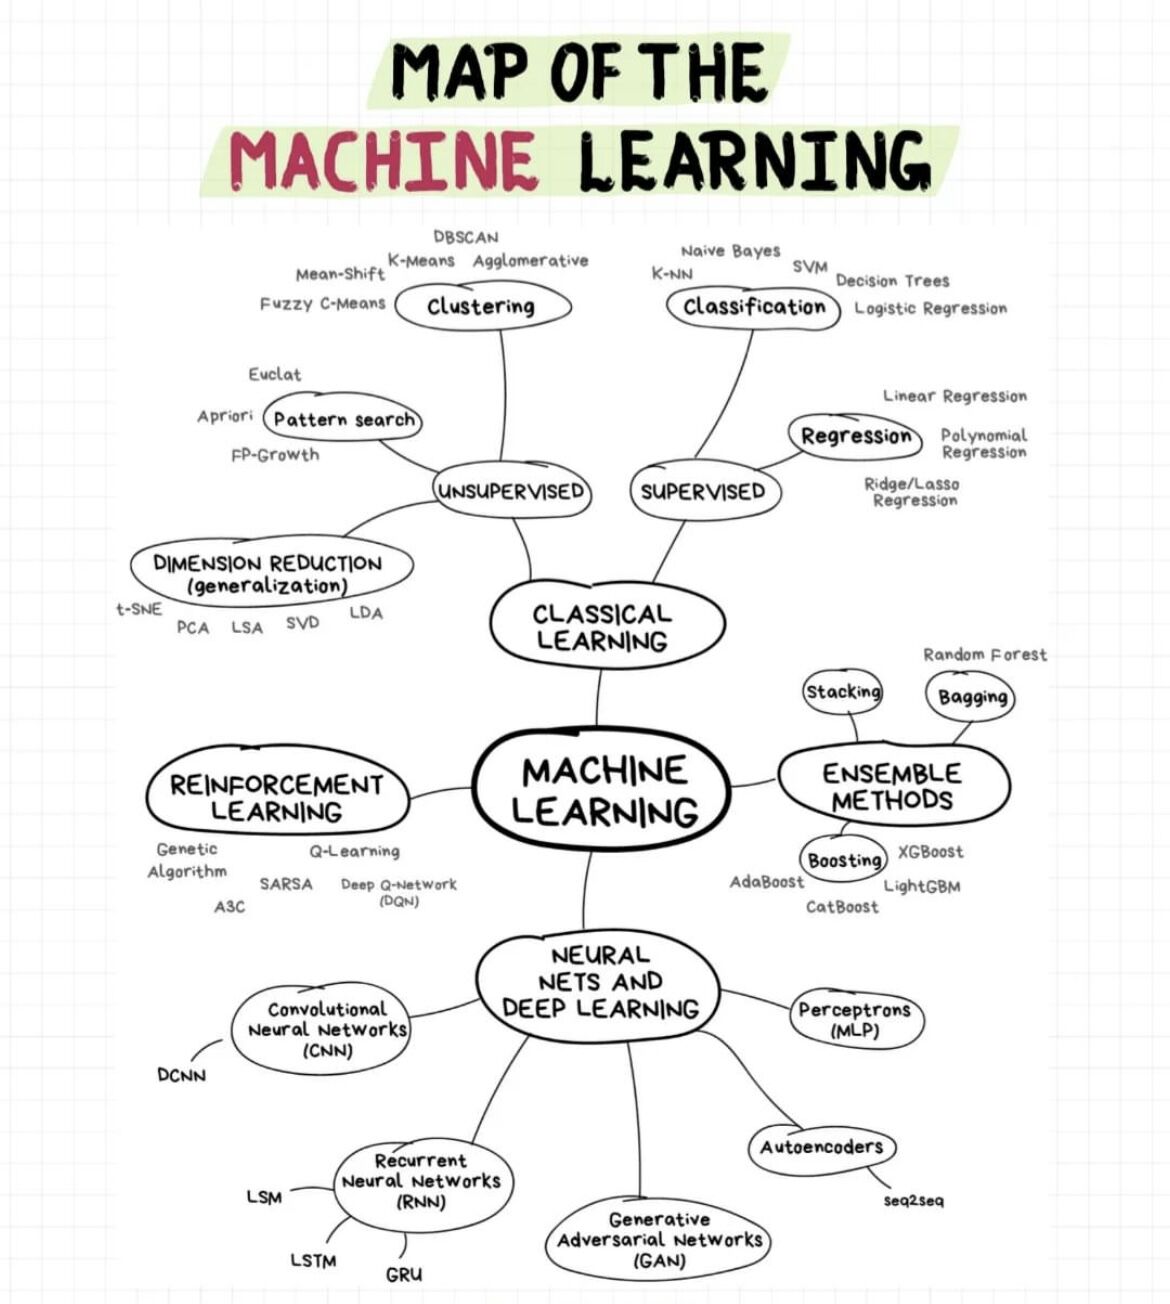 MAP OF THE
MACHINE LEARNING
DBSCAN
K-Means
Agglomerative
Mean-Shift
Fuzzy C-Means
Clustering
Naive Bayes
K-NN
SVM
Decision Trees
Classification
Logistic Regression
Euclat
Apriori
Pattern search
FP-Growth
Linear Regression
Regression
Polynomial
Regression
Ridge/Lasso
Regression
UNSUPERVISED
SUPERVISED
DIMENSION REDUCTION
(generalization)
t-SNE
PCA
LSA
SVD
LDA
CLASSICAL
LEARNING
Random Forest
Stacking
Bagging
MACHINE
LEARNING
REINFORCEMENT
LEARNING
ENSEMBLE
METHODS
Genetic
Algorithm
Q-Learning
SARSA
Deep Q-Network
(DQN)
A3C
Boosting
XGBoost
AdaBoost
LightGBM
CatBoost
NEURAL
NETS AND
DEEP LEARNING
Convolutional
Neural Networks
(CNN)
DCNN
Perceptrons
(MLP)
Autoencoders
seq2seq
Recurrent
Neural Networks
(RNN)
LSM
LSTM
GRU
Generative
Adversarial Networks
(GAN)